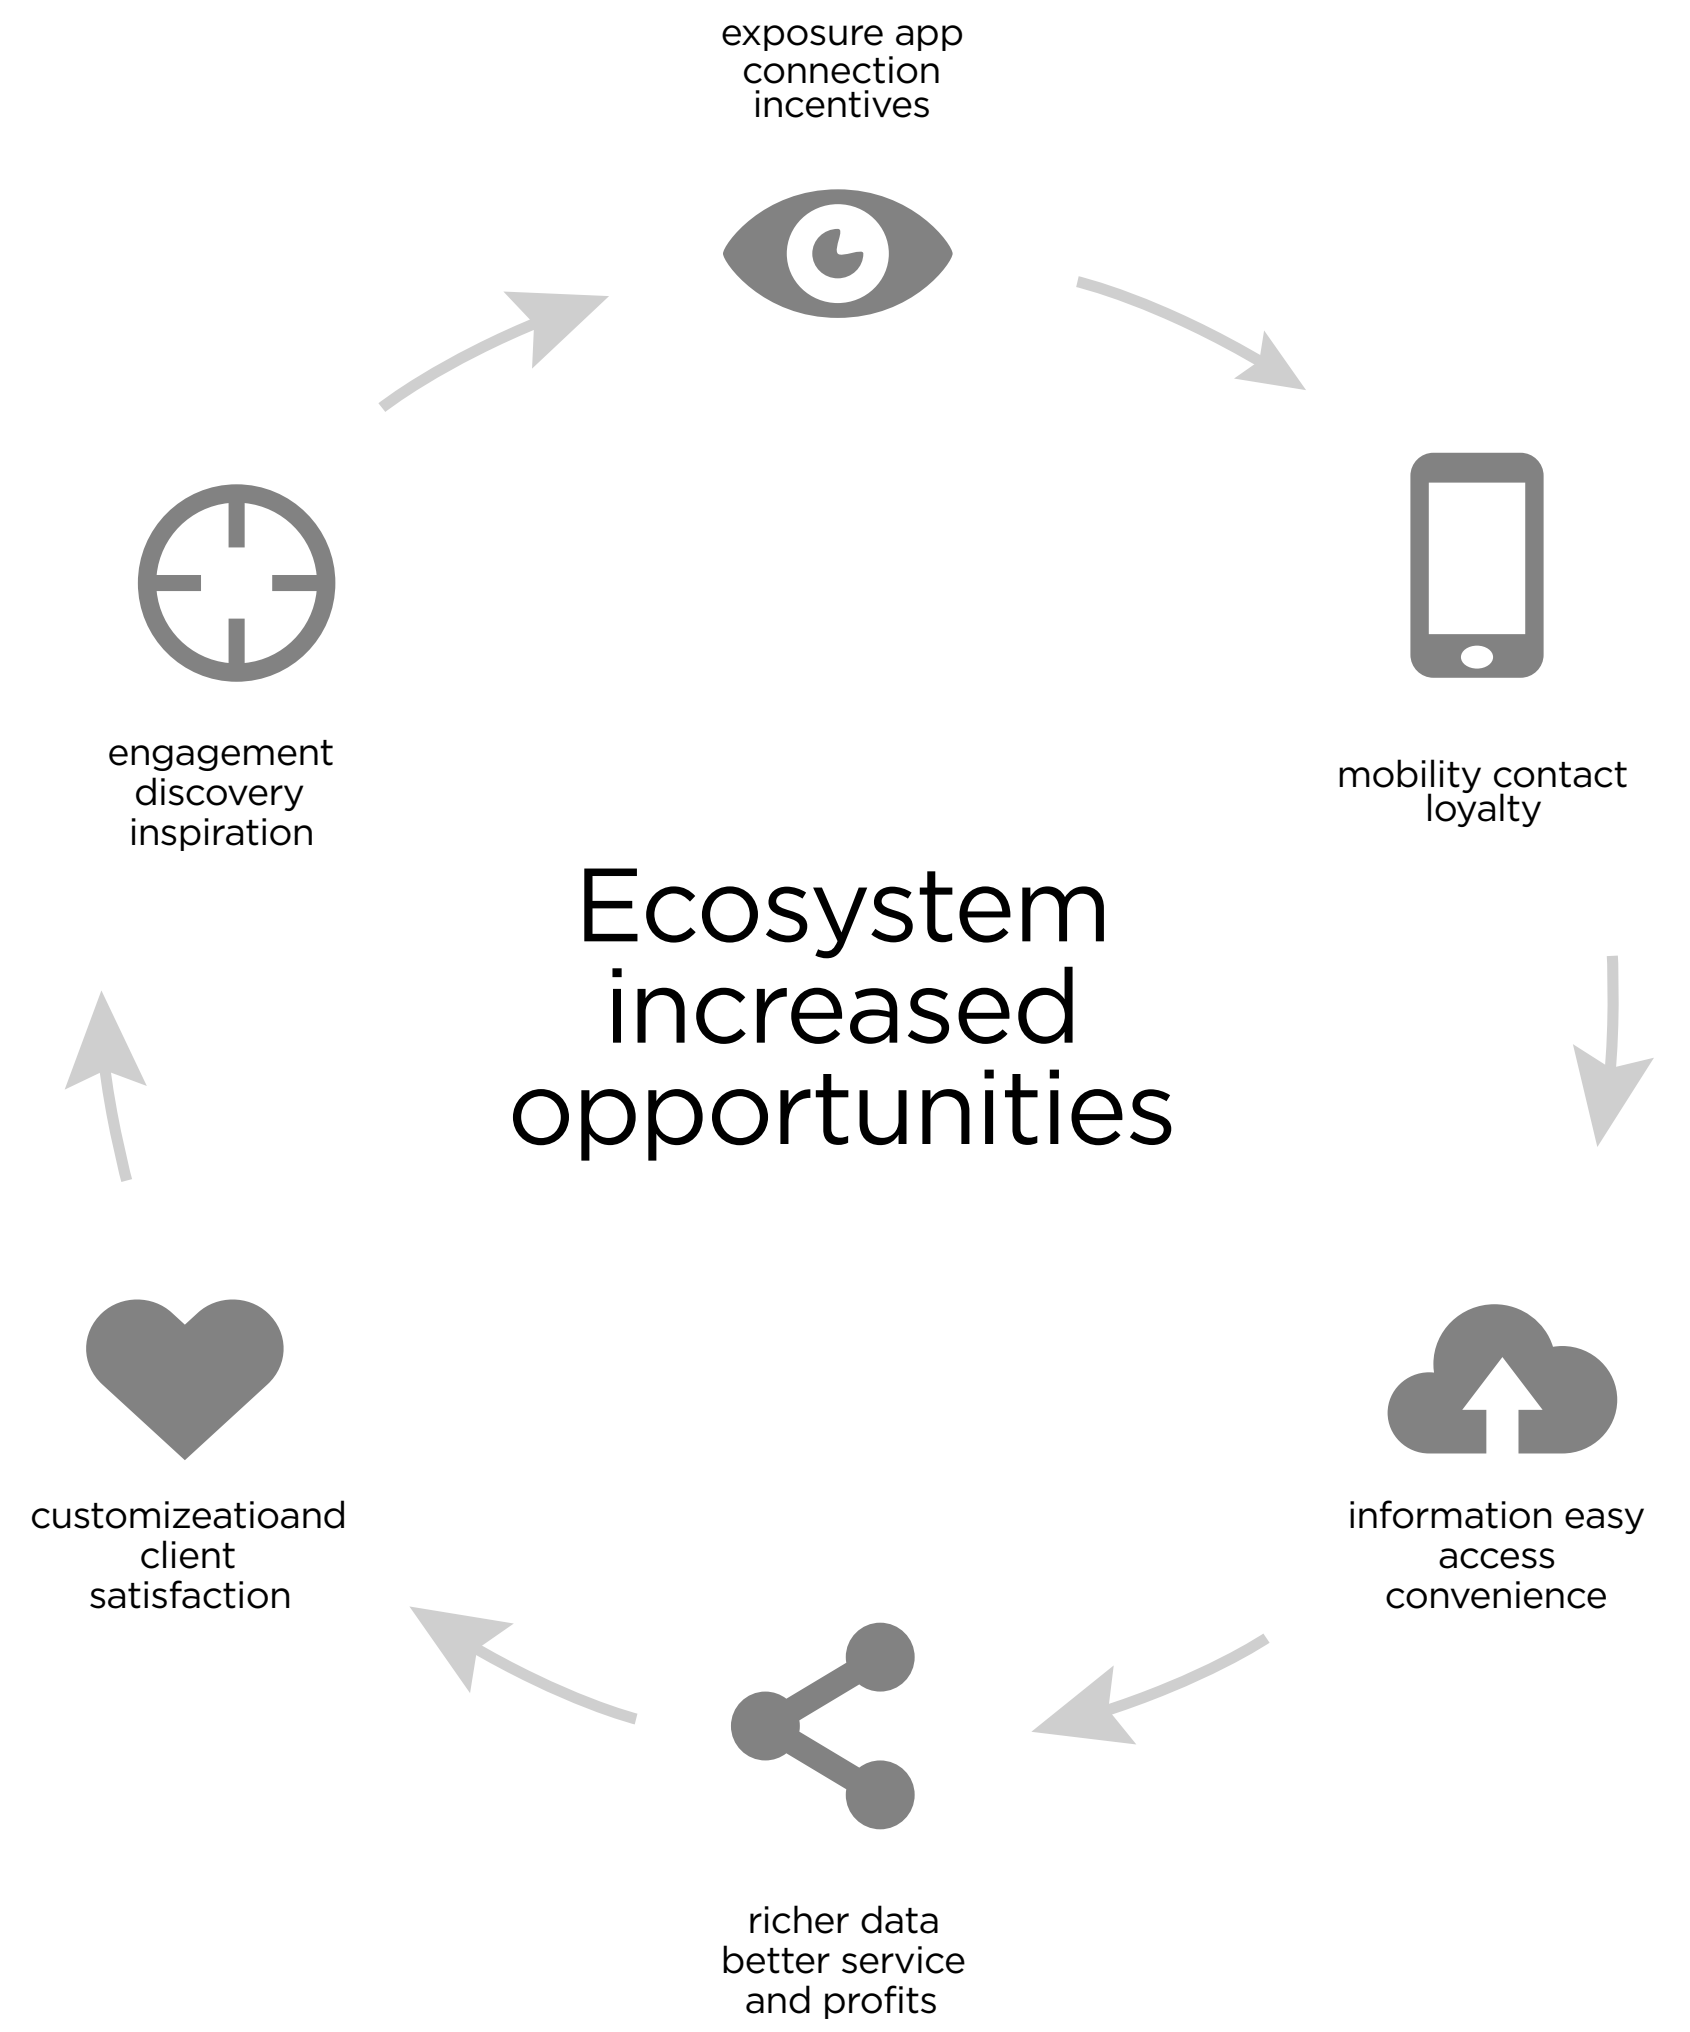 exposure app
connection
incentives
engagement
discovery
inspiration
mobility contact
loyalty
Ecosystem
increased
opportunities
customizeatioand
client
satisfaction
information easy
access
convenience
richer data
better service
and profits